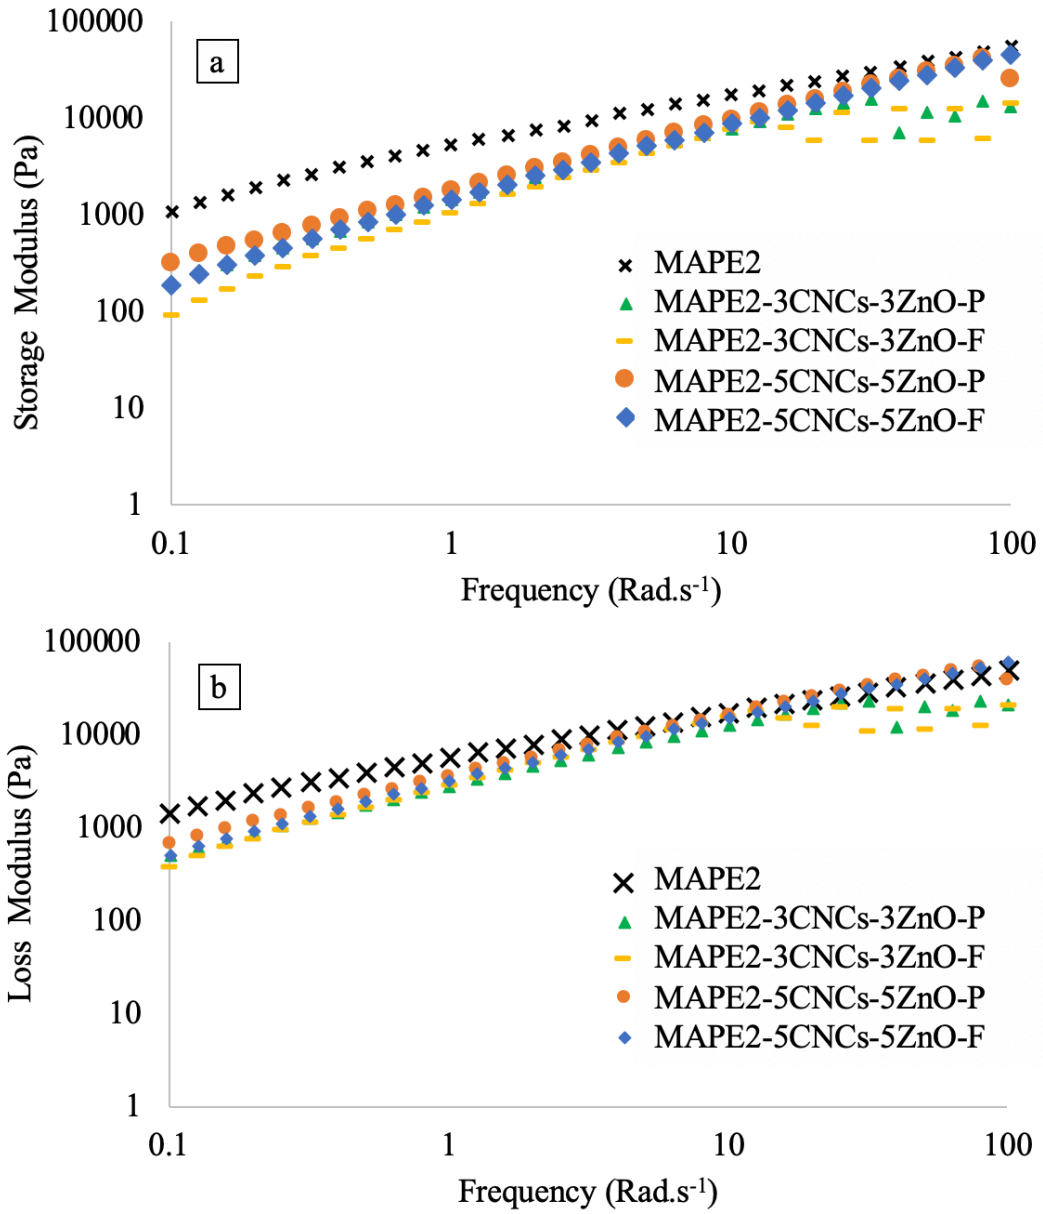 100000
a
10000
1000
100
10
1
Storage Modulus (Pa)
MAPE2
MAPE2-3CNCs-3ZnO-P
MAPE2-3CNCs-3ZnO-F
MAPE2-5CNCs-5ZnO-P
MAPE2-5CNCs-5ZnO-F
0.1 1 10 100
Frequency (Rad.s⁻¹)
100000
b
10000
1000
100
10
1
Loss Modulus (Pa)
MAPE2
MAPE2-3CNCs-3ZnO-P
MAPE2-3CNCs-3ZnO-F
MAPE2-5CNCs-5ZnO-P
MAPE2-5CNCs-5ZnO-F
0.1 1 10 100
Frequency (Rad.s⁻¹)